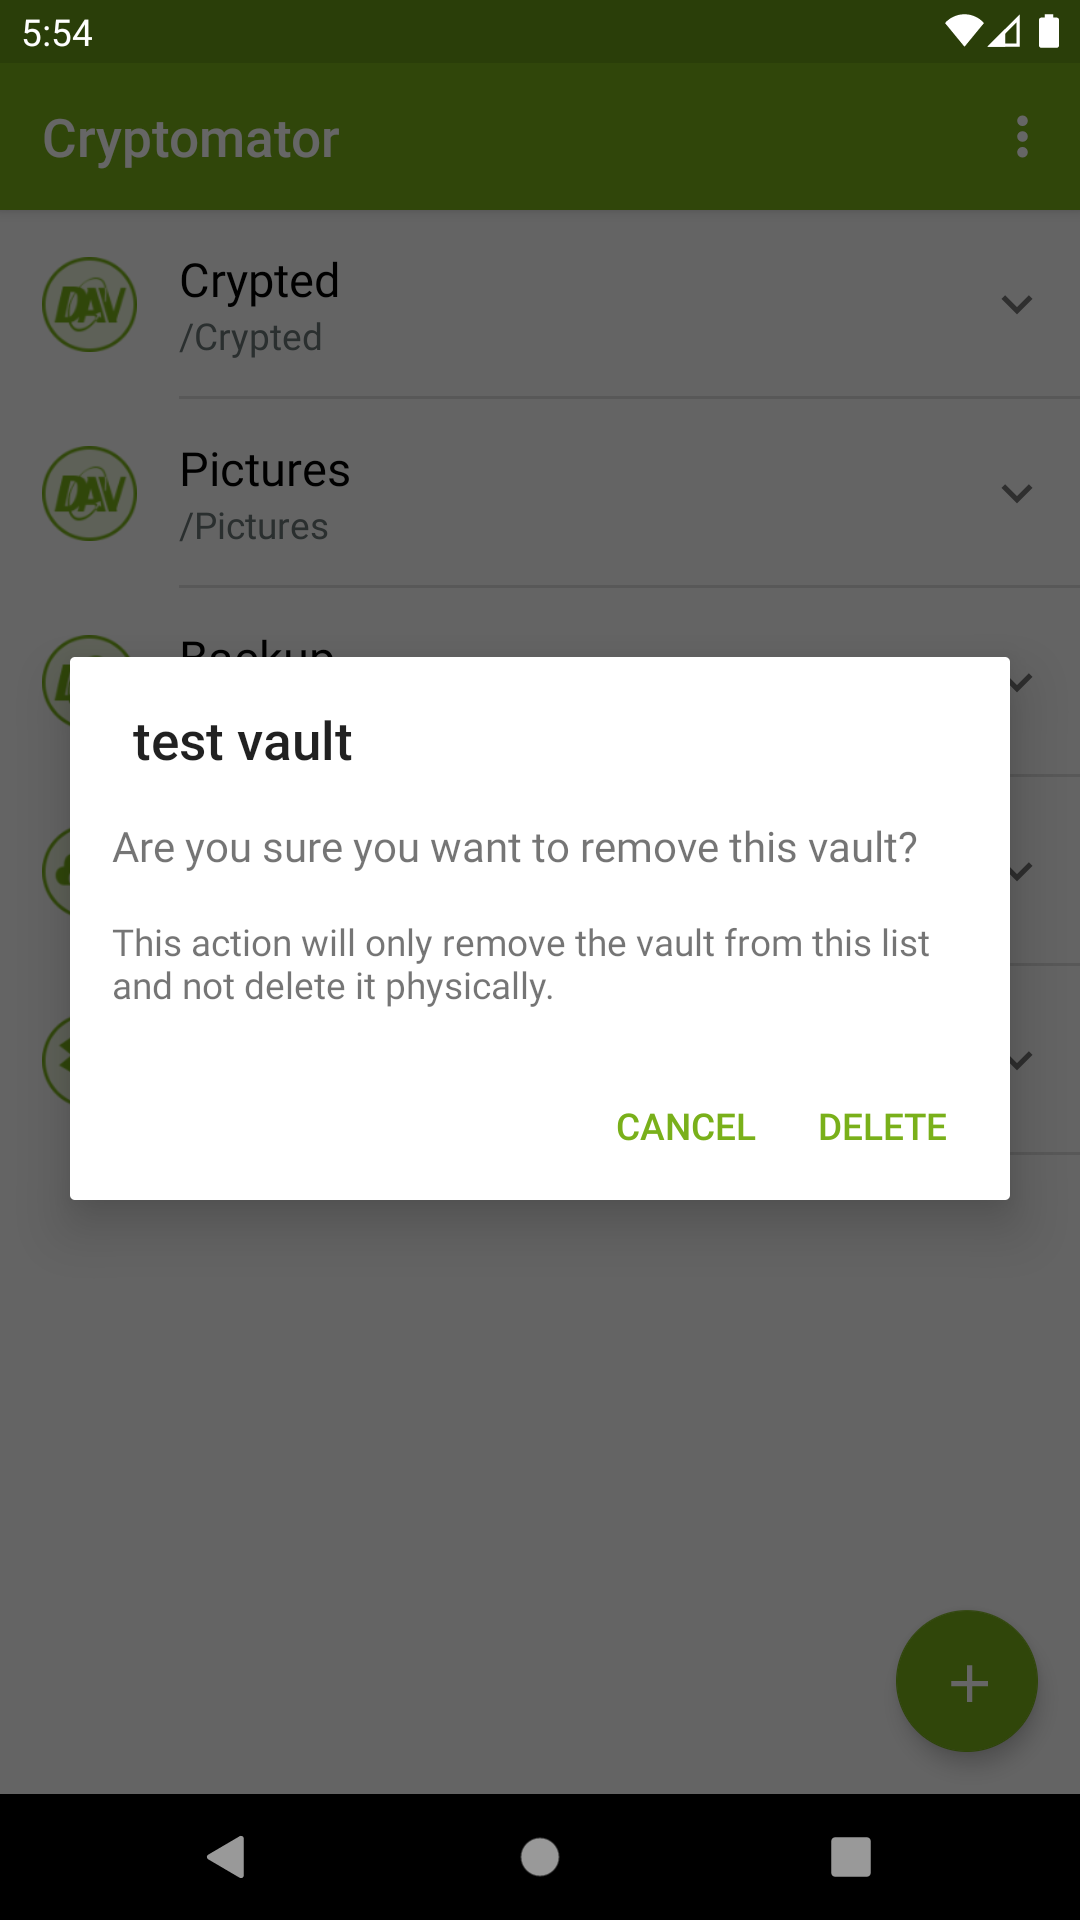 5:54
Cryptomator
DAV
Crypted
/Crypted
DAV
Pictures
/Pictures
Backup
test vault
Are you sure you want to remove this vault?
This action will only remove the vault from this list
and not delete it physically.
CANCEL
DELETE